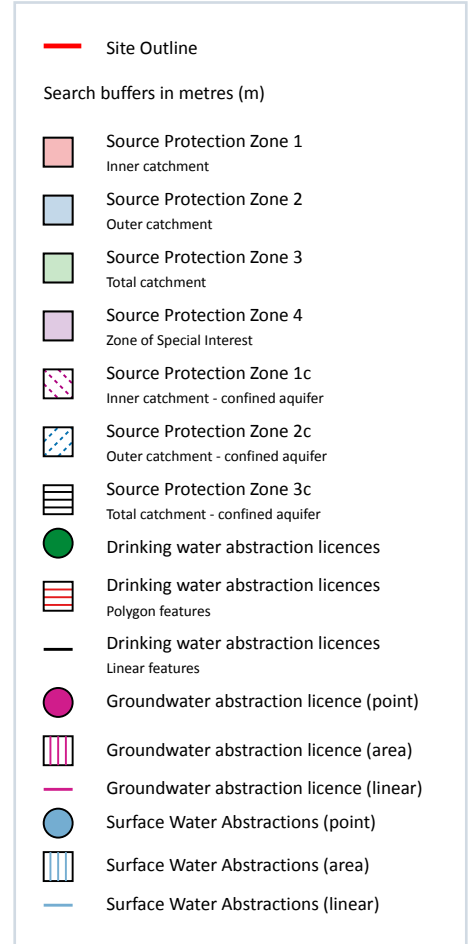 Site Outline
Search buffers in metres (m)
Source Protection Zone 1
Inner catchment
Source Protection Zone 2
Outer catchment
Source Protection Zone 3
Total catchment
Source Protection Zone 4
Zone of Special Interest
Source Protection Zone 1c
Inner catchment - confined aquifer
Source Protection Zone 2c
Outer catchment - confined aquifer
Source Protection Zone 3c
Total catchment - confined aquifer
Drinking water abstraction licences
Drinking water abstraction licences
Polygon features
Drinking water abstraction licences
Linear features
Groundwater abstraction licence (point)
Groundwater abstraction licence (area)
Groundwater abstraction licence (linear)
Surface Water Abstractions (point)
Surface Water Abstractions (area)
Surface Water Abstractions (linear)